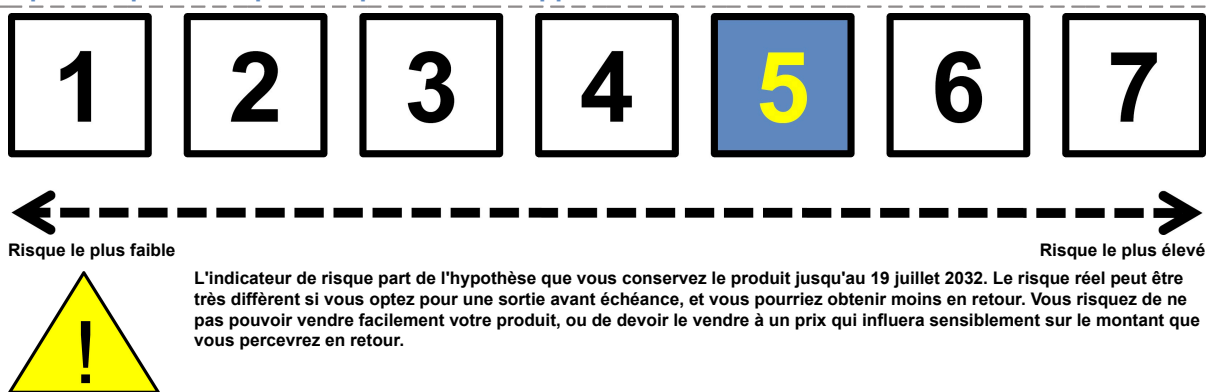 1 2 3 4 5 6 7
Risque le plus faible Risque le plus élevé
L'indicateur de risque part de l'hypothèse que vous conservez le produit jusqu'au 19 juillet 2032. Le risque réel peut être
très diffèrent si vous optez pour une sortie avant échéance, et vous pourriez obtenir moins en retour. Vous risquez de ne
pas pouvoir vendre facilement votre produit, ou de devoir le vendre à un prix qui influera sensiblement sur le montant que
vous percevrez en retour.
!